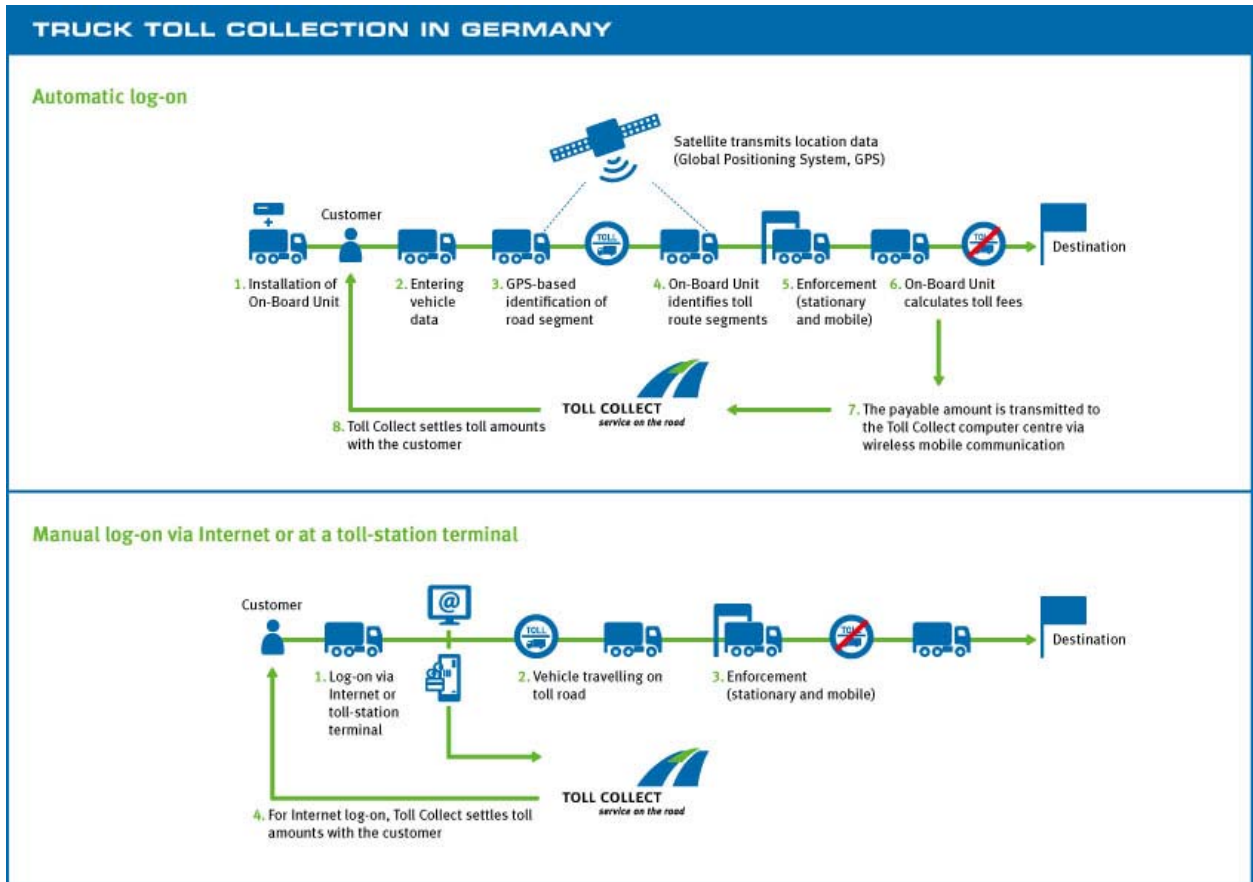 TRUCK TOLL COLLECTION IN GERMANY
Automatic log-on
Satellite transmits location data
(Global Positioning System, GPS)
Customer
TOLL
TOLL
Destination
1. Installation of
On-Board Unit
2. Entering
vehicle
data
3. GPS-based
identification of
road segment
4. On-Board Unit
identifies toll
route segments
5. Enforcement
(stationary
and mobile)
6. On-Board Unit
calculates toll fees
7. The payable amount is transmitted to
the Toll Collect computer centre via
wireless mobile communication
TOLL COLLECT
service on the road
8. Toll Collect settles toll amounts
with the customer
Manual log-on via Internet or at a toll-station terminal
Customer
@
TOLL
TOLL
Destination
1. Log-on via
Internet or
toll-station
terminal
2. Vehicle travelling on
toll road
3. Enforcement
(stationary and mobile)
TOLL COLLECT
service on the road
4. For Internet log-on, Toll Collect settles toll
amounts with the customer